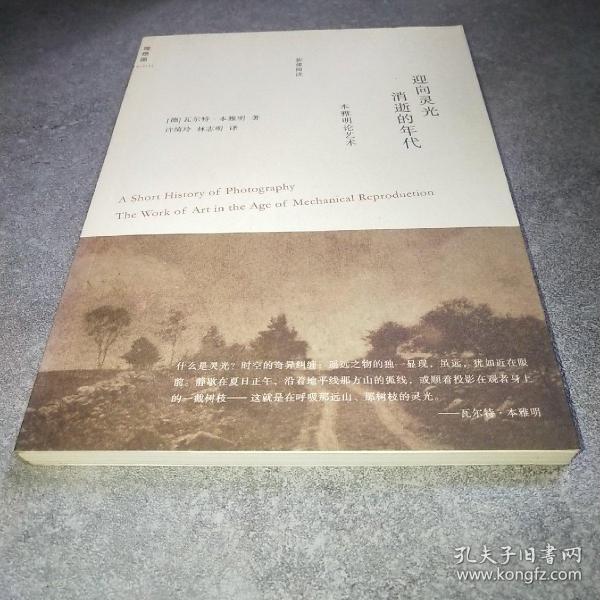 理想国
影像阅读
迎向灵光
消逝的年代
本雅明论艺术
[德] 瓦尔特·本雅明 著
许绮玲 林志明 译
A Short History of Photography
The Work of Art in the Age of Mechanical Reproduction
什么是灵光？时空的奇异纠缠：遥远之物的独一显现，虽远，犹如近在眼
前。静歇在夏日正午，沿着地平线那方山的弧线，或顺着投影在观者身上
的一截树枝——这就是在呼吸那远山、那树枝的灵光。
——瓦尔特·本雅明
孔夫子旧书网
www.kongfz.com